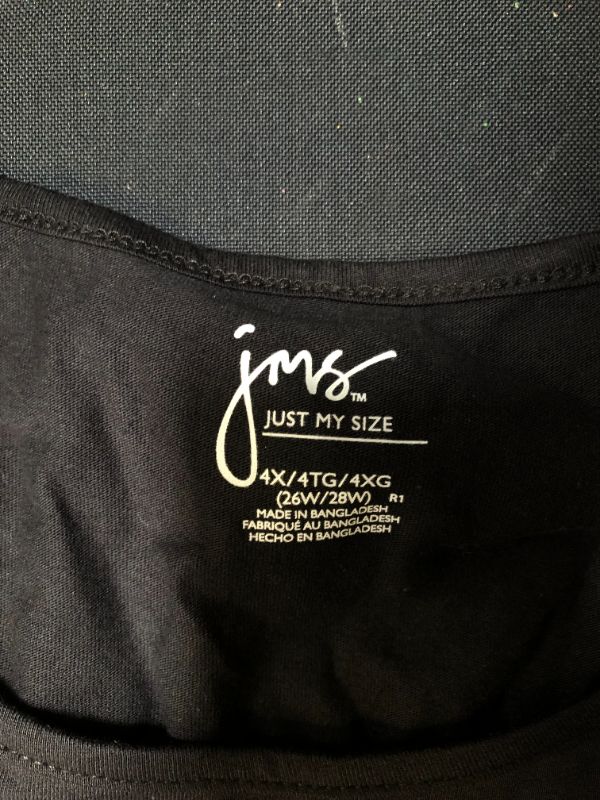 jms™
JUST MY SIZE
4X/4TG/4XG
(26W/28W) R1
MADE IN BANGLADESH
FABRIQUÉ AU BANGLADESH
HECHO EN BANGLADESH